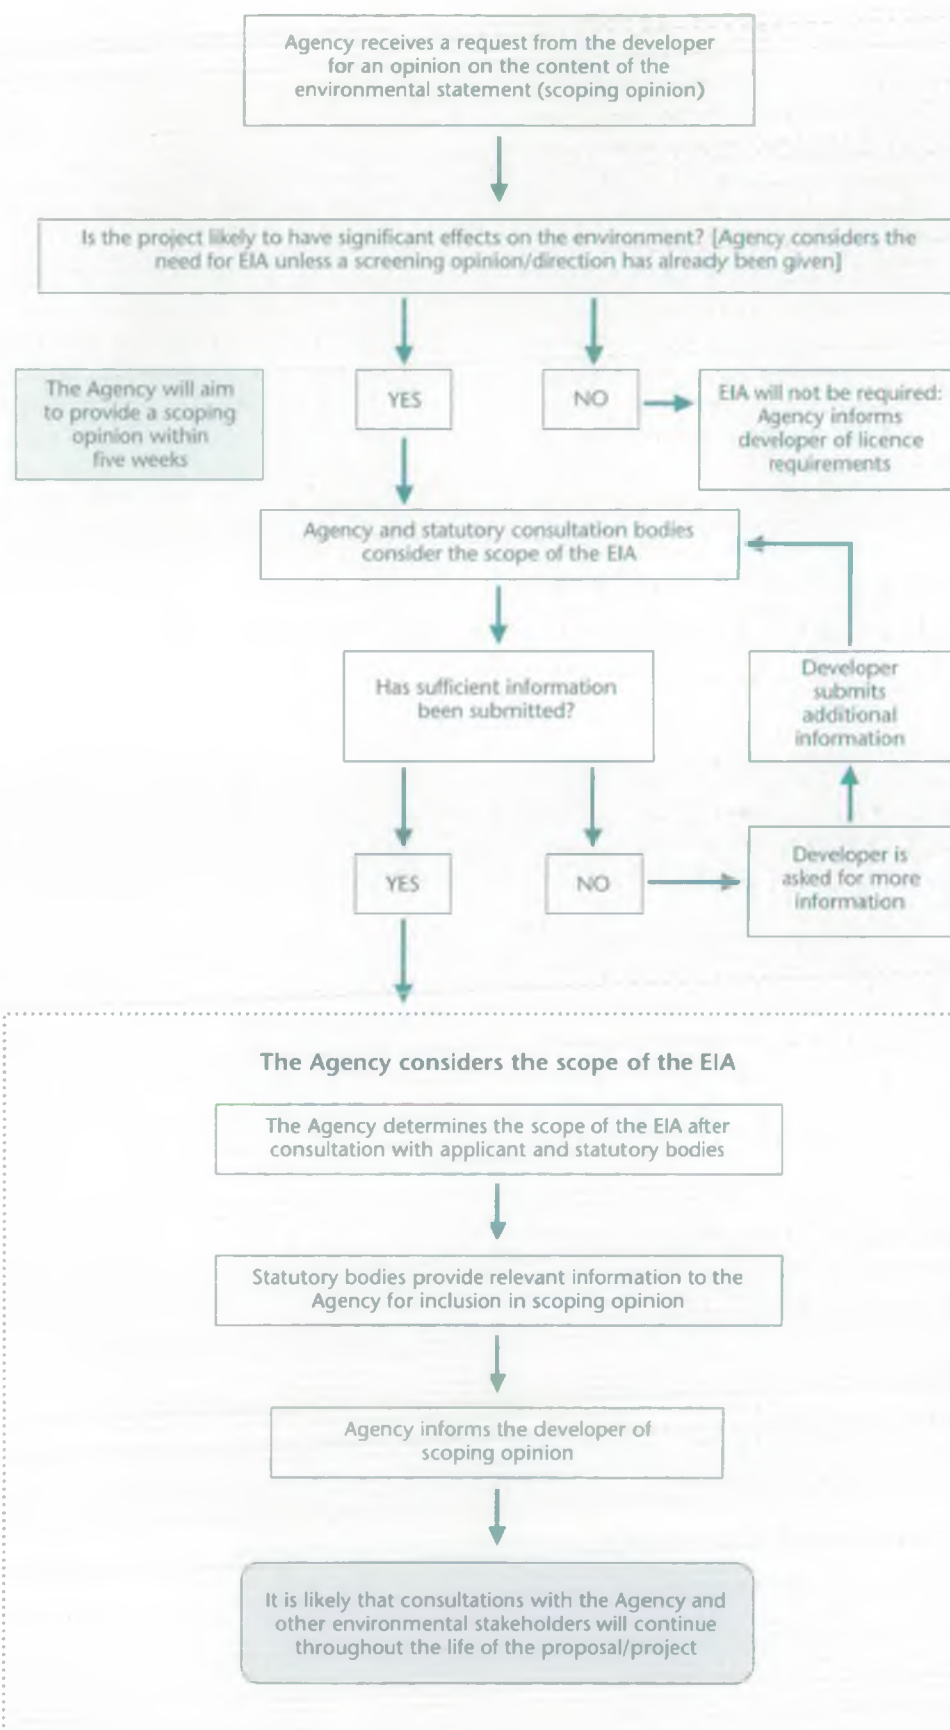 Agency receives a request from the developer
for an opinion on the content of the
environmental statement (scoping opinion)
Is the project likely to have significant effects on the environment? [Agency considers the
need for EIA unless a screening opinion/direction has already been given]
The Agency will aim
to provide a scoping
opinion within
five weeks
YES
NO
EIA will not be required:
Agency informs
developer of licence
requirements
Agency and statutory consultation bodies
consider the scope of the EIA
Has sufficient information
been submitted?
Developer
submits
additional
information
YES
NO
Developer is
asked for more
information
The Agency considers the scope of the EIA
The Agency determines the scope of the EIA after
consultation with applicant and statutory bodies
Statutory bodies provide relevant information to the
Agency for inclusion in scoping opinion
Agency informs the developer of
scoping opinion
It is likely that consultations with the Agency and
other environmental stakeholders will continue
throughout the life of the proposal/project